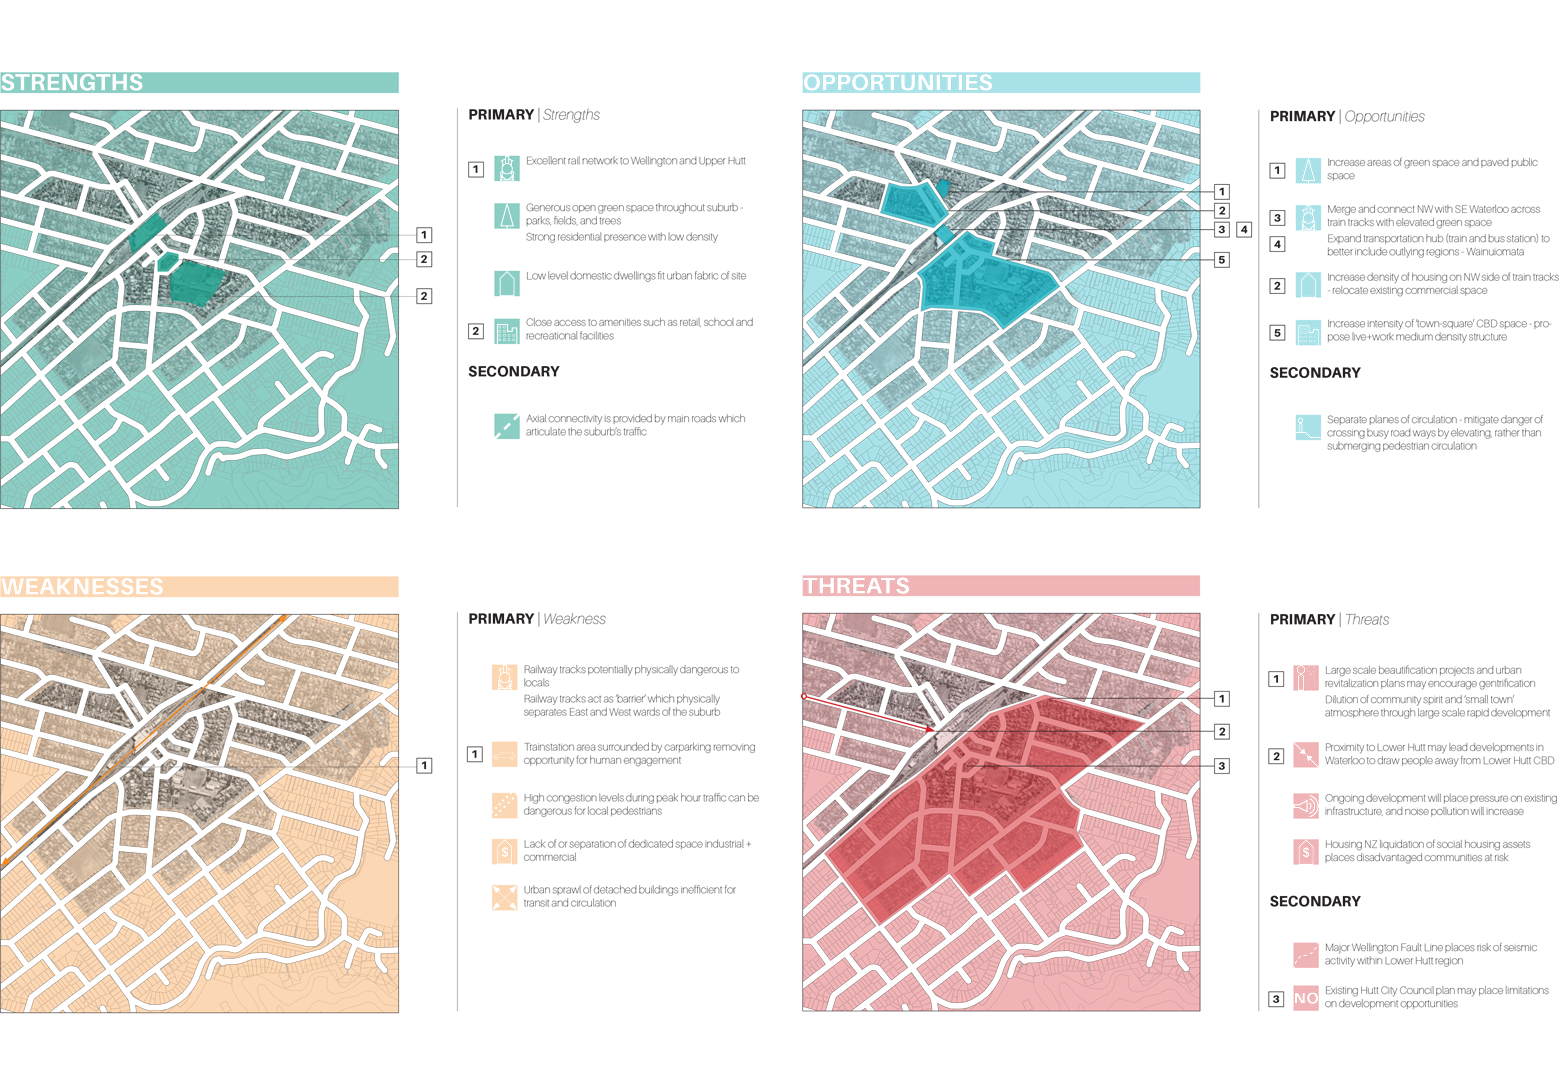 STRENGTHS
1
2
2
PRIMARY | Strengths
1
Excellent rail network to Wellington and Upper Hutt
Generous open green space throughout suburb -
parks, fields, and trees
Strong residential presence with low density
Low level domestic dwellings fit urban fabric of site
2
Close access to amenities such as retail, school and
recreational facilities
SECONDARY
Axial connectivity is provided by main roads which
articulate the suburb's traffic
OPPORTUNITIES
1
2
3 4
5
PRIMARY | Opportunities
1
Increase areas of green space and paved public
space
3
Merge and connect NW with SE Waterloo across
train tracks with elevated green space
4
Expand transportation hub (train and bus station) to
better include outlying regions - Wainuiomata
2
Increase density of housing on NW side of train tracks
- relocate existing commercial space
5
Increase intensity of 'town-square' CBD space - pro-
pose live+work medium density structure
SECONDARY
Separate planes of circulation - mitigate danger of
crossing busy road ways by elevating, rather than
submerging pedestrian circulation
WEAKNESSES
1
PRIMARY | Weakness
Railway tracks potentially physically dangerous to
locals
Railway tracks act as 'barrier' which physically
separates East and West wards of the suburb
1
Trainstation area surrounded by carparking removing
opportunity for human engagement
High congestion levels during peak hour traffic can be
dangerous for local pedestrians
$
Lack of or separation of dedicated space industrial +
commercial
Urban sprawl of detached buildings inefficient for
transit and circulation
THREATS
1
2
3
PRIMARY | Threats
1
Large scale beautification projects and urban
revitalization plans may encourage gentrification
Dilution of community spirit and 'small town'
atmosphere through large scale rapid development
2
Proximity to Lower Hutt may lead developments in
Waterloo to draw people away from Lower Hutt CBD
Ongoing development will place pressure on existing
infrastructure, and noise pollution will increase
$
Housing NZ liquidation of social housing assets
places disadvantaged communities at risk
SECONDARY
Major Wellington Fault Line places risk of seismic
activity within Lower Hutt region
3
NO
Existing Hutt City Council plan may place limitations
on development opportunities